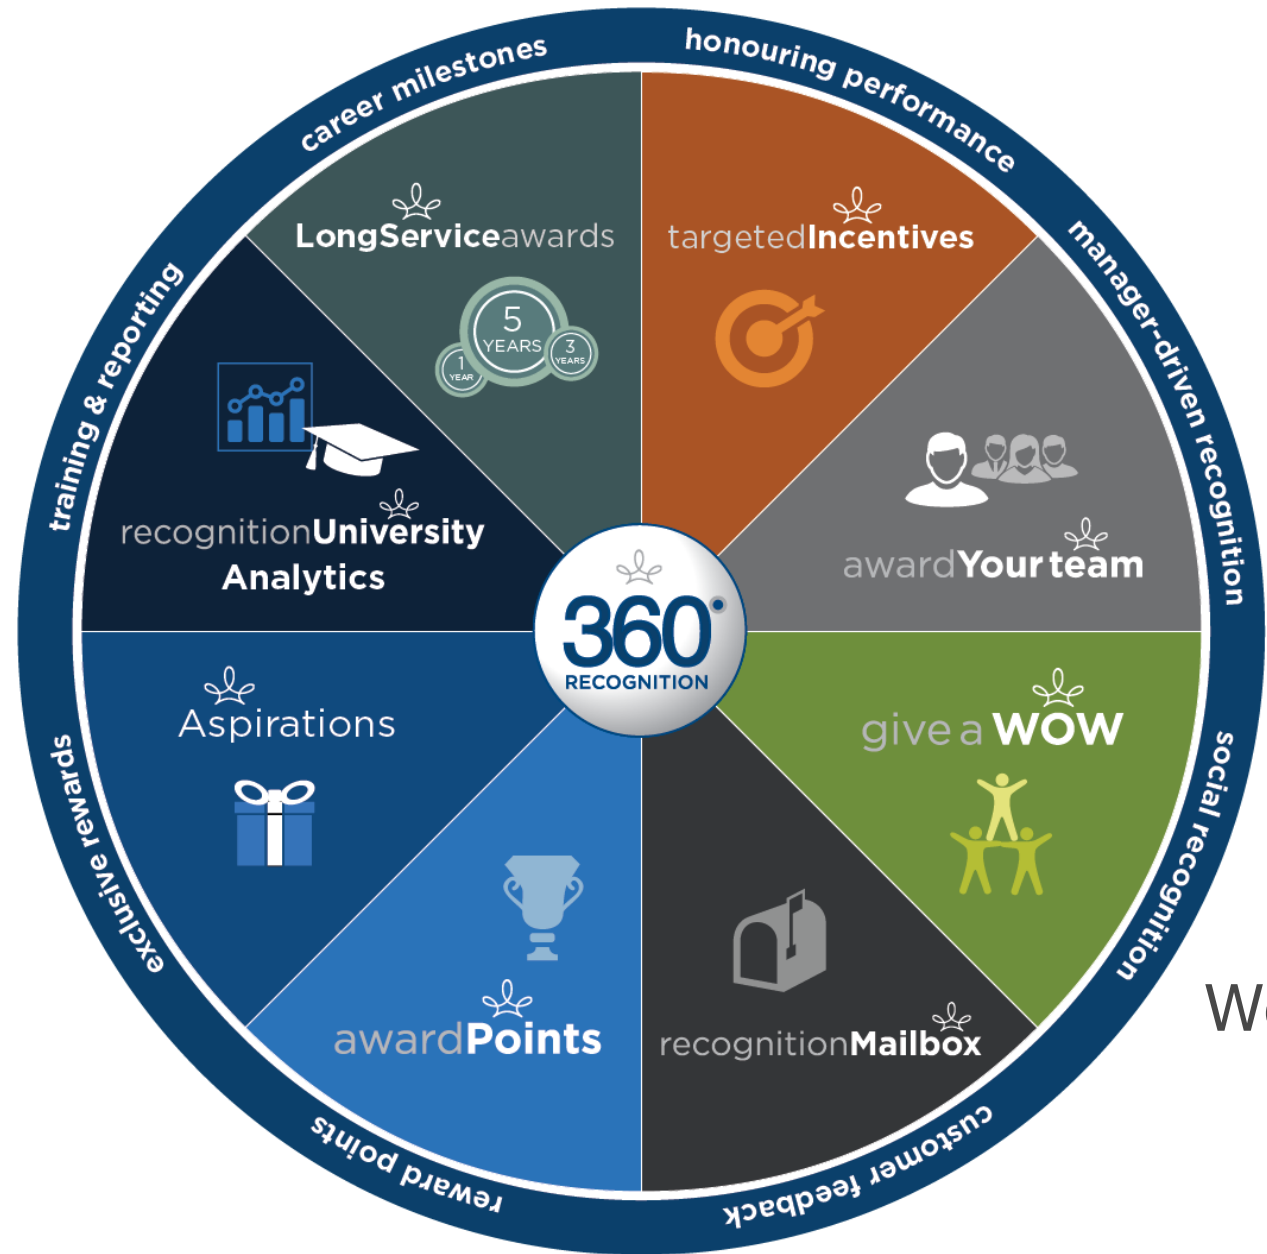 career milestones
honouring performance
manager-driven recognition
social recognition
customer feedback
reward points
exclusive rewards
training & reporting
LongServiceawards
5
YEARS
1
YEAR
3
YEARS
targetedIncentives
awardYour team
give a WOW
recognitionMailbox
awardPoints
Aspirations
recognitionUniversity
Analytics
360°
RECOGNITION